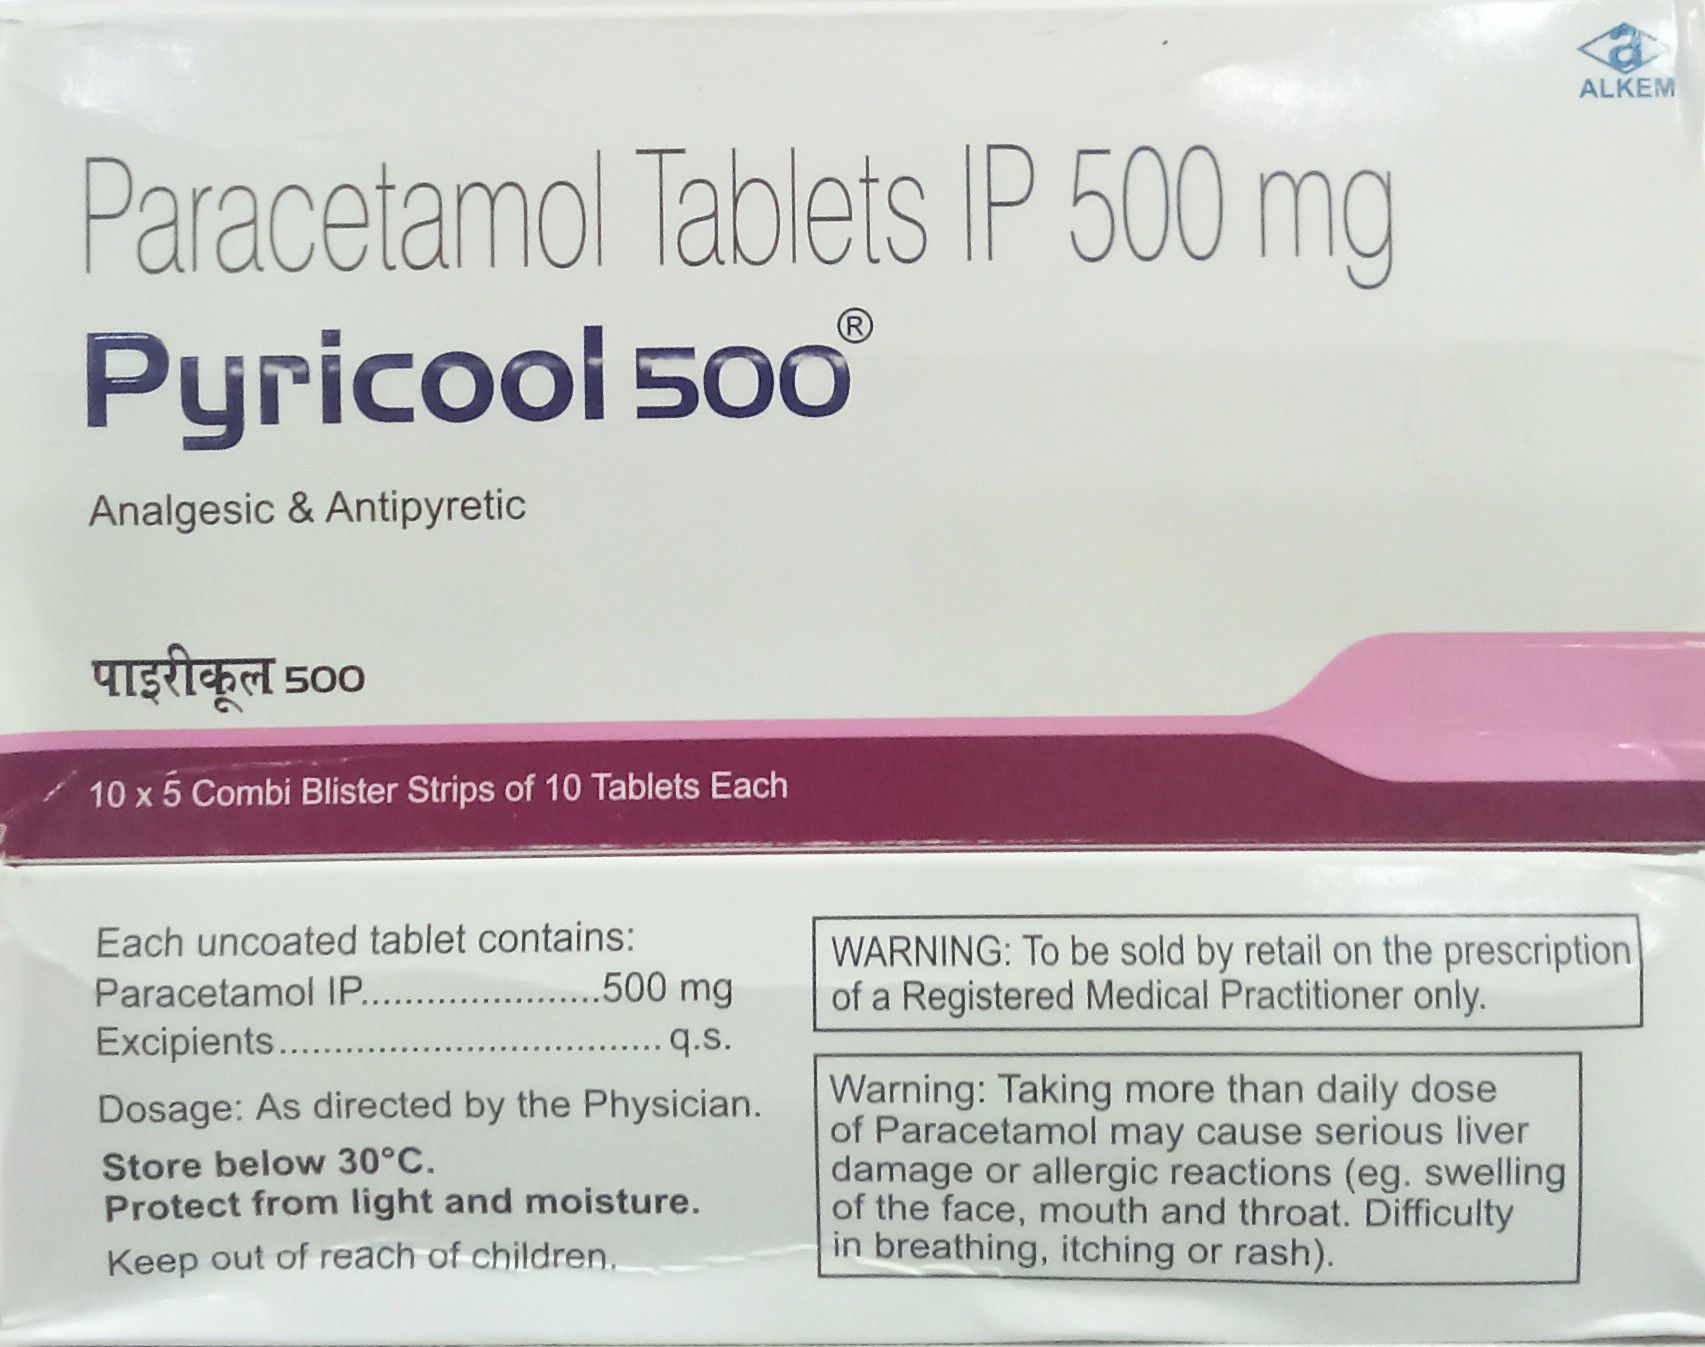 a
ALKEM
Paracetamol Tablets IP 500 mg
Pyricool 500®
Analgesic & Antipyretic
पाइरीकूल 500
10 x 5 Combi Blister Strips of 10 Tablets Each
Each uncoated tablet contains:
Paracetamol IP......................500 mg
Excipients................................... q.s.
Dosage: As directed by the Physician.
Store below 30°C.
Protect from light and moisture.
Keep out of reach of children.
WARNING: To be sold by retail on the prescription
of a Registered Medical Practitioner only.
Warning: Taking more than daily dose
of Paracetamol may cause serious liver
damage or allergic reactions (eg. swelling
of the face, mouth and throat. Difficulty
in breathing, itching or rash).